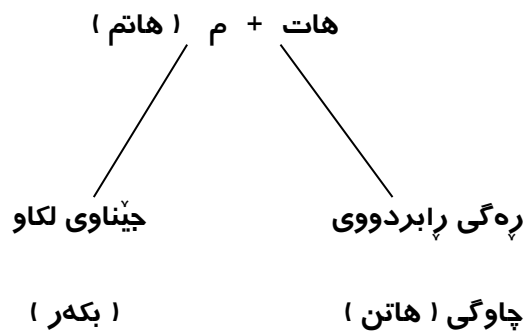 هات + م ( هاتم )
ڕەگی ڕابردووی جێناوی لکاو
چاوگی ( هاتن ) ( بکەر )